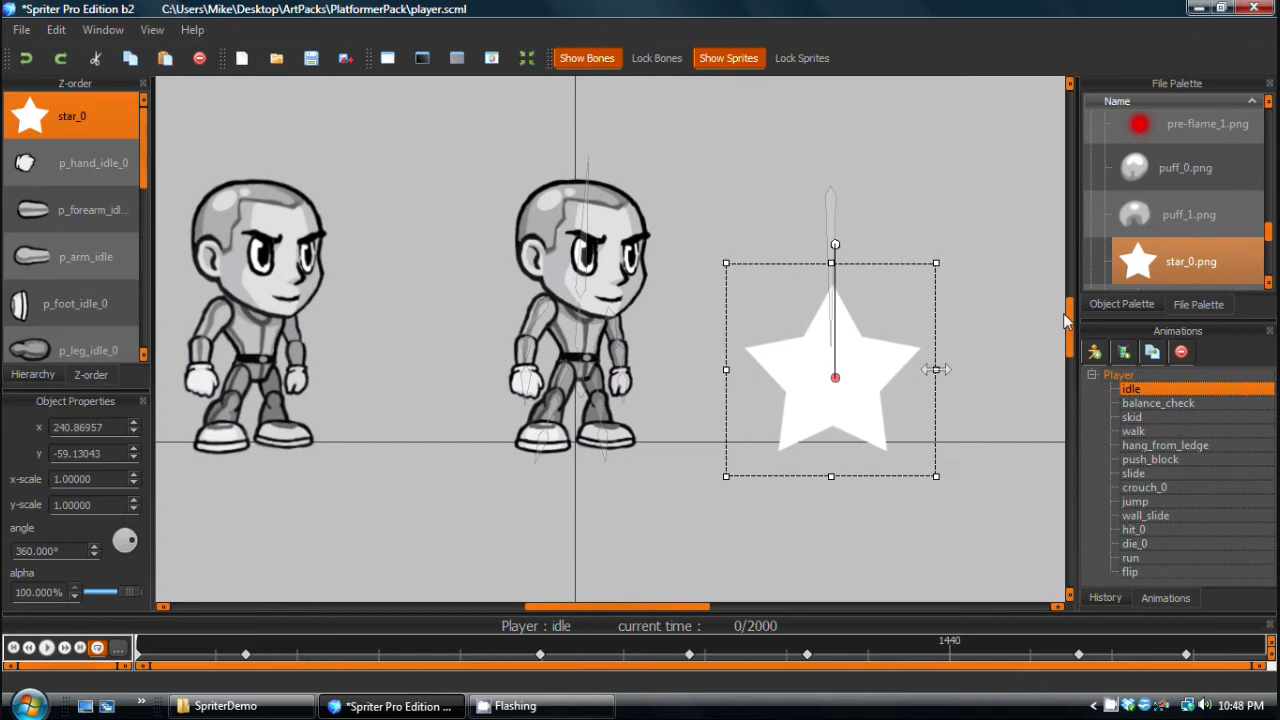 *Spriter Pro Edition b2 C:\Users\Mike\Desktop\ArtPacks\PlatformerPack\player.scml
File Edit Window View Help
Show Bones Lock Bones Show Sprites Lock Sprites
Z-order
star_0
p_hand_idle_0
p_forearm_idl...
p_arm_idle_0
p_foot_idle_0
p_leg_idle_0
Hierarchy Z-order
Object Properties
x 240.86957
y -59.13043
x-scale 1.00000
y-scale 1.00000
angle
360.000°
alpha
100.000%
File Palette
Name
pre-flame_1.png
puff_0.png
puff_1.png
star_0.png
Object Palette File Palette
Animations
Player
idle
balance_check
skid
walk
hang_from_ledge
push_block
slide
crouch_0
jump
wall_slide
hit_0
die_0
run
flip
History Animations
Player : idle current time : 0/2000
1440
...
SpriterDemo *Spriter Pro Edition ... Flashing 10:48 PM